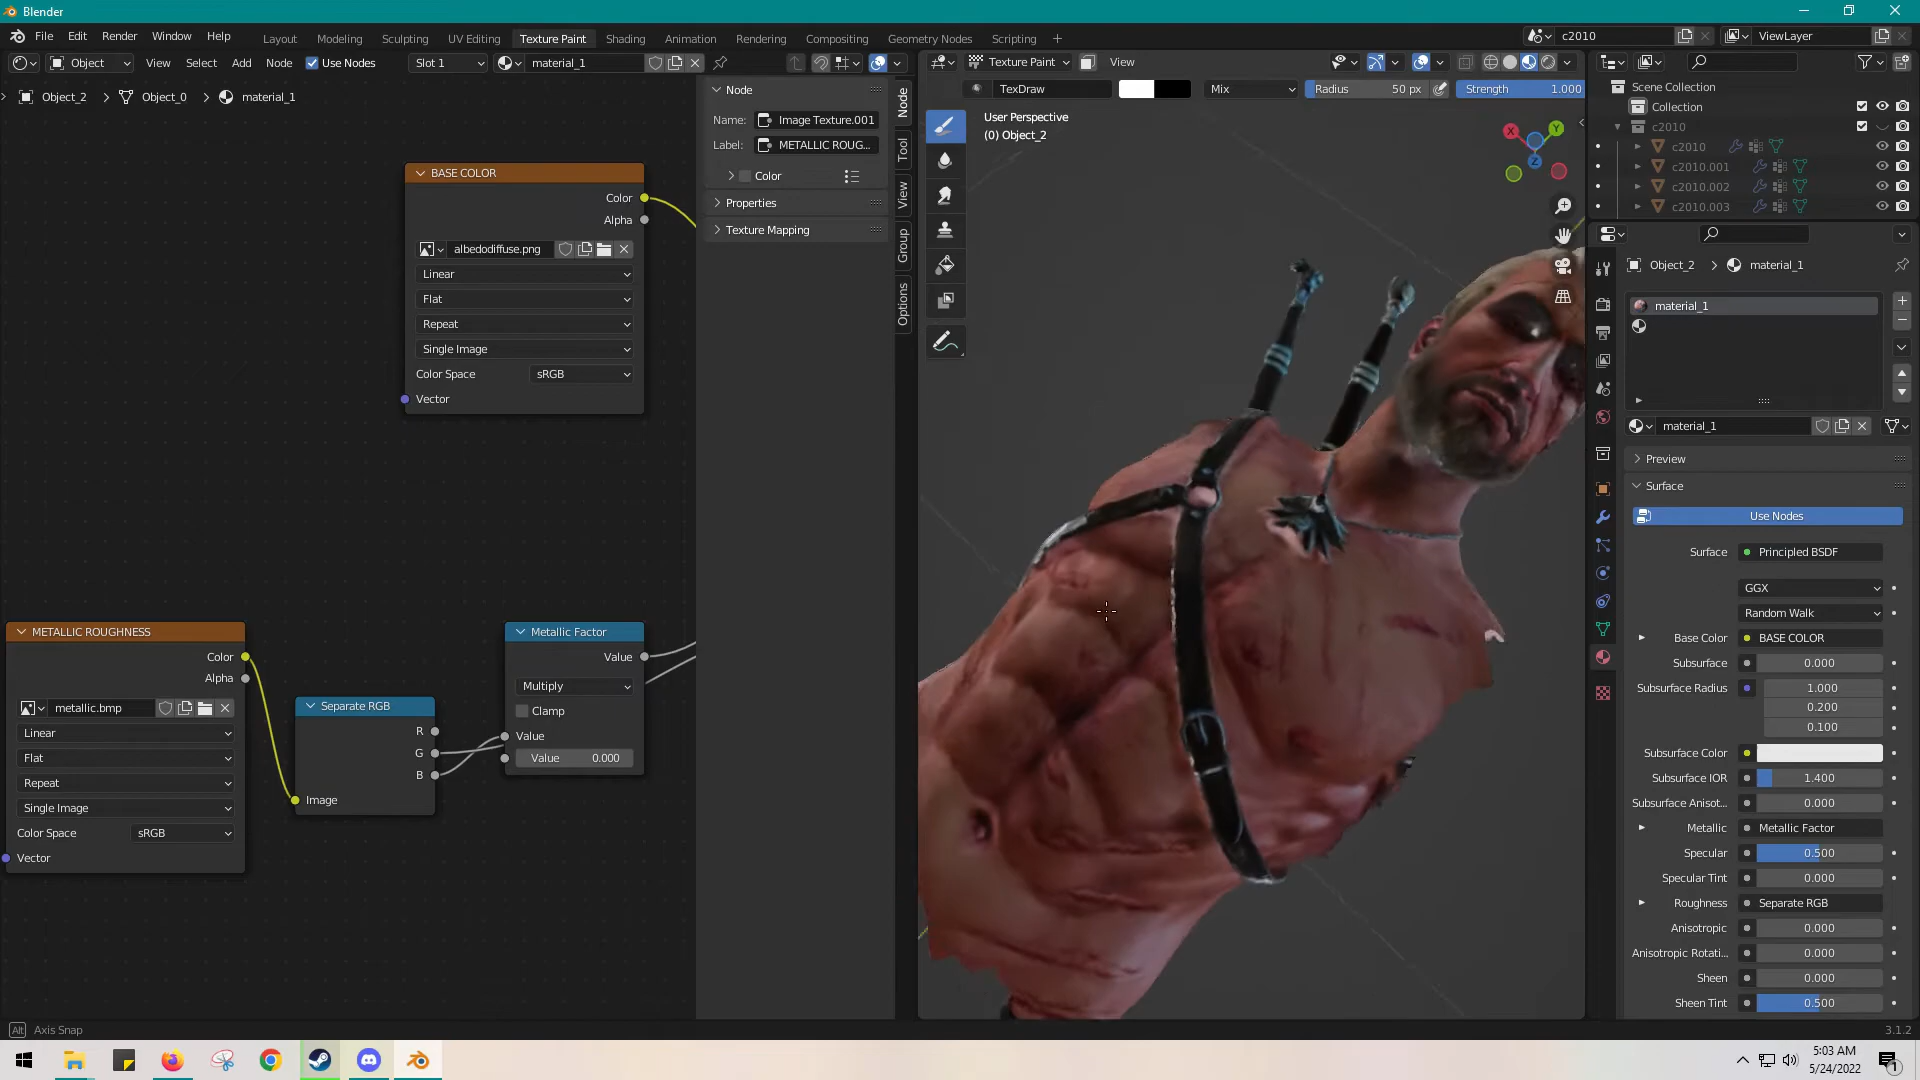 Blender
File Edit Render Window Help
Layout Modeling Sculpting UV Editing Texture Paint Shading Animation Rendering Compositing Geometry Nodes Scripting +
c2010
ViewLayer
Object View Select Add Node Use Nodes Slot 1 material_1
Object_2 > Object_0 > material_1
Texture Paint View
TexDraw Mix Radius 50 px Strength 1.000
User Perspective
(0) Object_2
X Y Z
BASE COLOR
Color
Alpha
albedodiffuse.png
Linear
Flat
Repeat
Single Image
Color Space sRGB
Vector
METALLIC ROUGHNESS
Color
Alpha
metallic.bmp
Linear
Flat
Repeat
Single Image
Color Space sRGB
Vector
Separate RGB
R
G
B
Image
Metallic Factor
Value
Multiply
Clamp
Value
Value 0.000
Node
Name: Image Texture.001
Label: METALLIC ROUG...
Color
Properties
Texture Mapping
Node
Tool
View
Group
Options
Scene Collection
Collection
c2010
c2010
c2010.001
c2010.002
c2010.003
Object_2 > material_1
material_1
material_1
Preview
Surface
Use Nodes
Surface Principled BSDF
GGX
Random Walk
Base Color BASE COLOR
Subsurface 0.000
Subsurface Radius 1.000
0.200
0.100
Subsurface Color
Subsurface IOR 1.400
Subsurface Anisot... 0.000
Metallic Metallic Factor
Specular 0.500
Specular Tint 0.000
Roughness Separate RGB
Anisotropic 0.000
Anisotropic Rotati... 0.000
Sheen 0.000
Sheen Tint 0.500
Alt Axis Snap
3.1.2
5:03 AM
5/24/2022
1